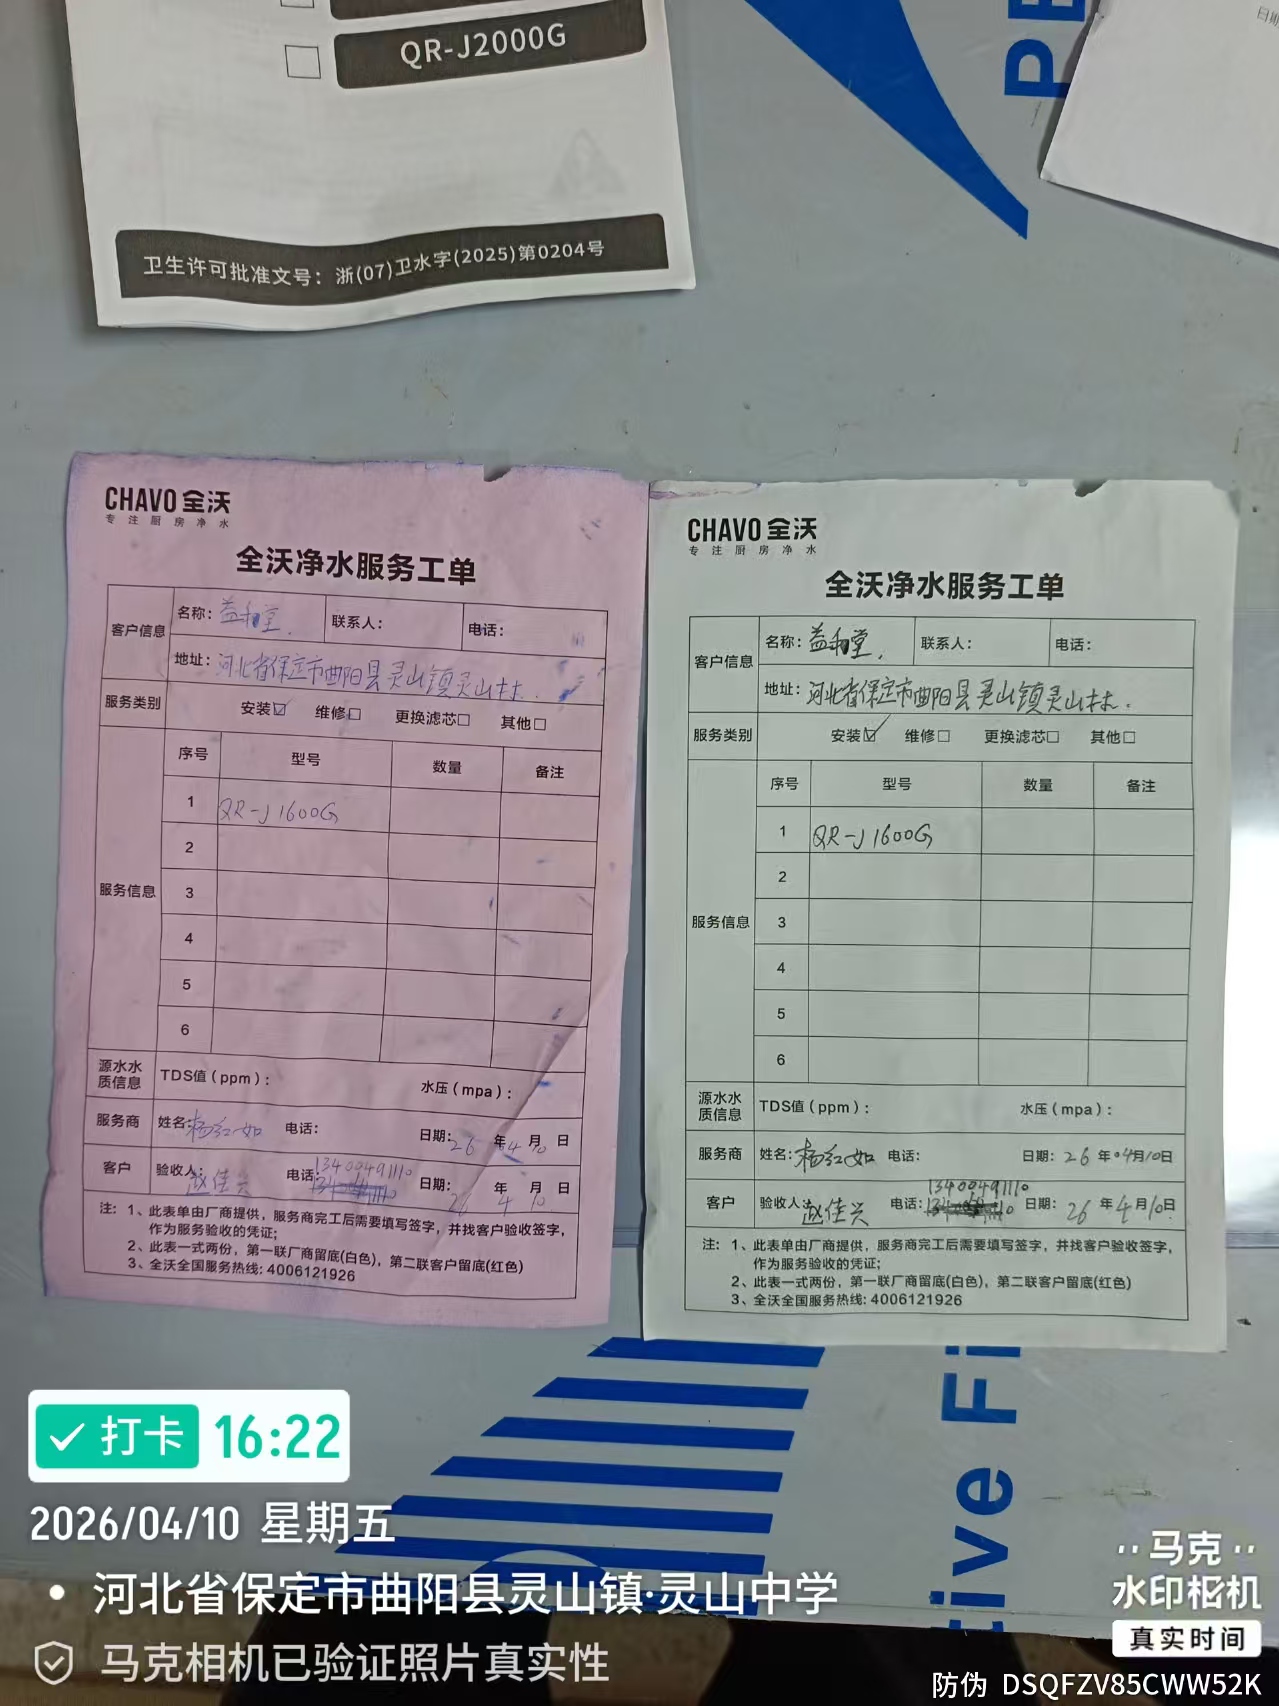 QR-J2000G
卫生许可批准文号：浙(07)卫水字(2025)第0204号
日期
PE
CHAVO 全沃
专注厨房净水
全沃净水服务工单
客户信息 名称：益和堂. 联系人： 电话：
地址：河北省保定市曲阳县灵山镇灵山村.
服务类别 安装☑ 维修□ 更换滤芯□ 其他□
服务信息 序号 型号 数量 备注
1 QR-J1600G
2
3
4
5
6
源水水质信息 TDS值（ppm）： 水压（mpa）：
服务商 姓名：杨红如 电话： 日期：26年04月10日
客户 验收人：赵佳兴 电话：13400491110 日期：26年4月10日
注：1、此表单由厂商提供，服务商完工后需要填写签字，并找客户验收签字，
作为服务验收的凭证；
2、此表一式两份，第一联厂商留底(白色)，第二联客户留底(红色)
3、全沃全国服务热线: 4006121926
CHAVO 全沃
专注厨房净水
全沃净水服务工单
客户信息 名称：益和堂. 联系人： 电话：
地址：河北省保定市曲阳县灵山镇灵山村.
服务类别 安装☑ 维修□ 更换滤芯□ 其他□
服务信息 序号 型号 数量 备注
1 QR-J1600G
2
3
4
5
6
源水水质信息 TDS值（ppm）： 水压（mpa）：
服务商 姓名：杨红如 电话： 日期：26年04月10日
客户 验收人：赵佳兴 电话：13400491110 日期：26年4月10日
注：1、此表单由厂商提供，服务商完工后需要填写签字，并找客户验收签字，
作为服务验收的凭证；
2、此表一式两份，第一联厂商留底(白色)，第二联客户留底(红色)
3、全沃全国服务热线: 4006121926
ive Fi
打卡 16:22
2026/04/10 星期五
河北省保定市曲阳县灵山镇·灵山中学
马克相机已验证照片真实性
马克
水印相机
真实时间
防伪 DSQFZV85CWW52K